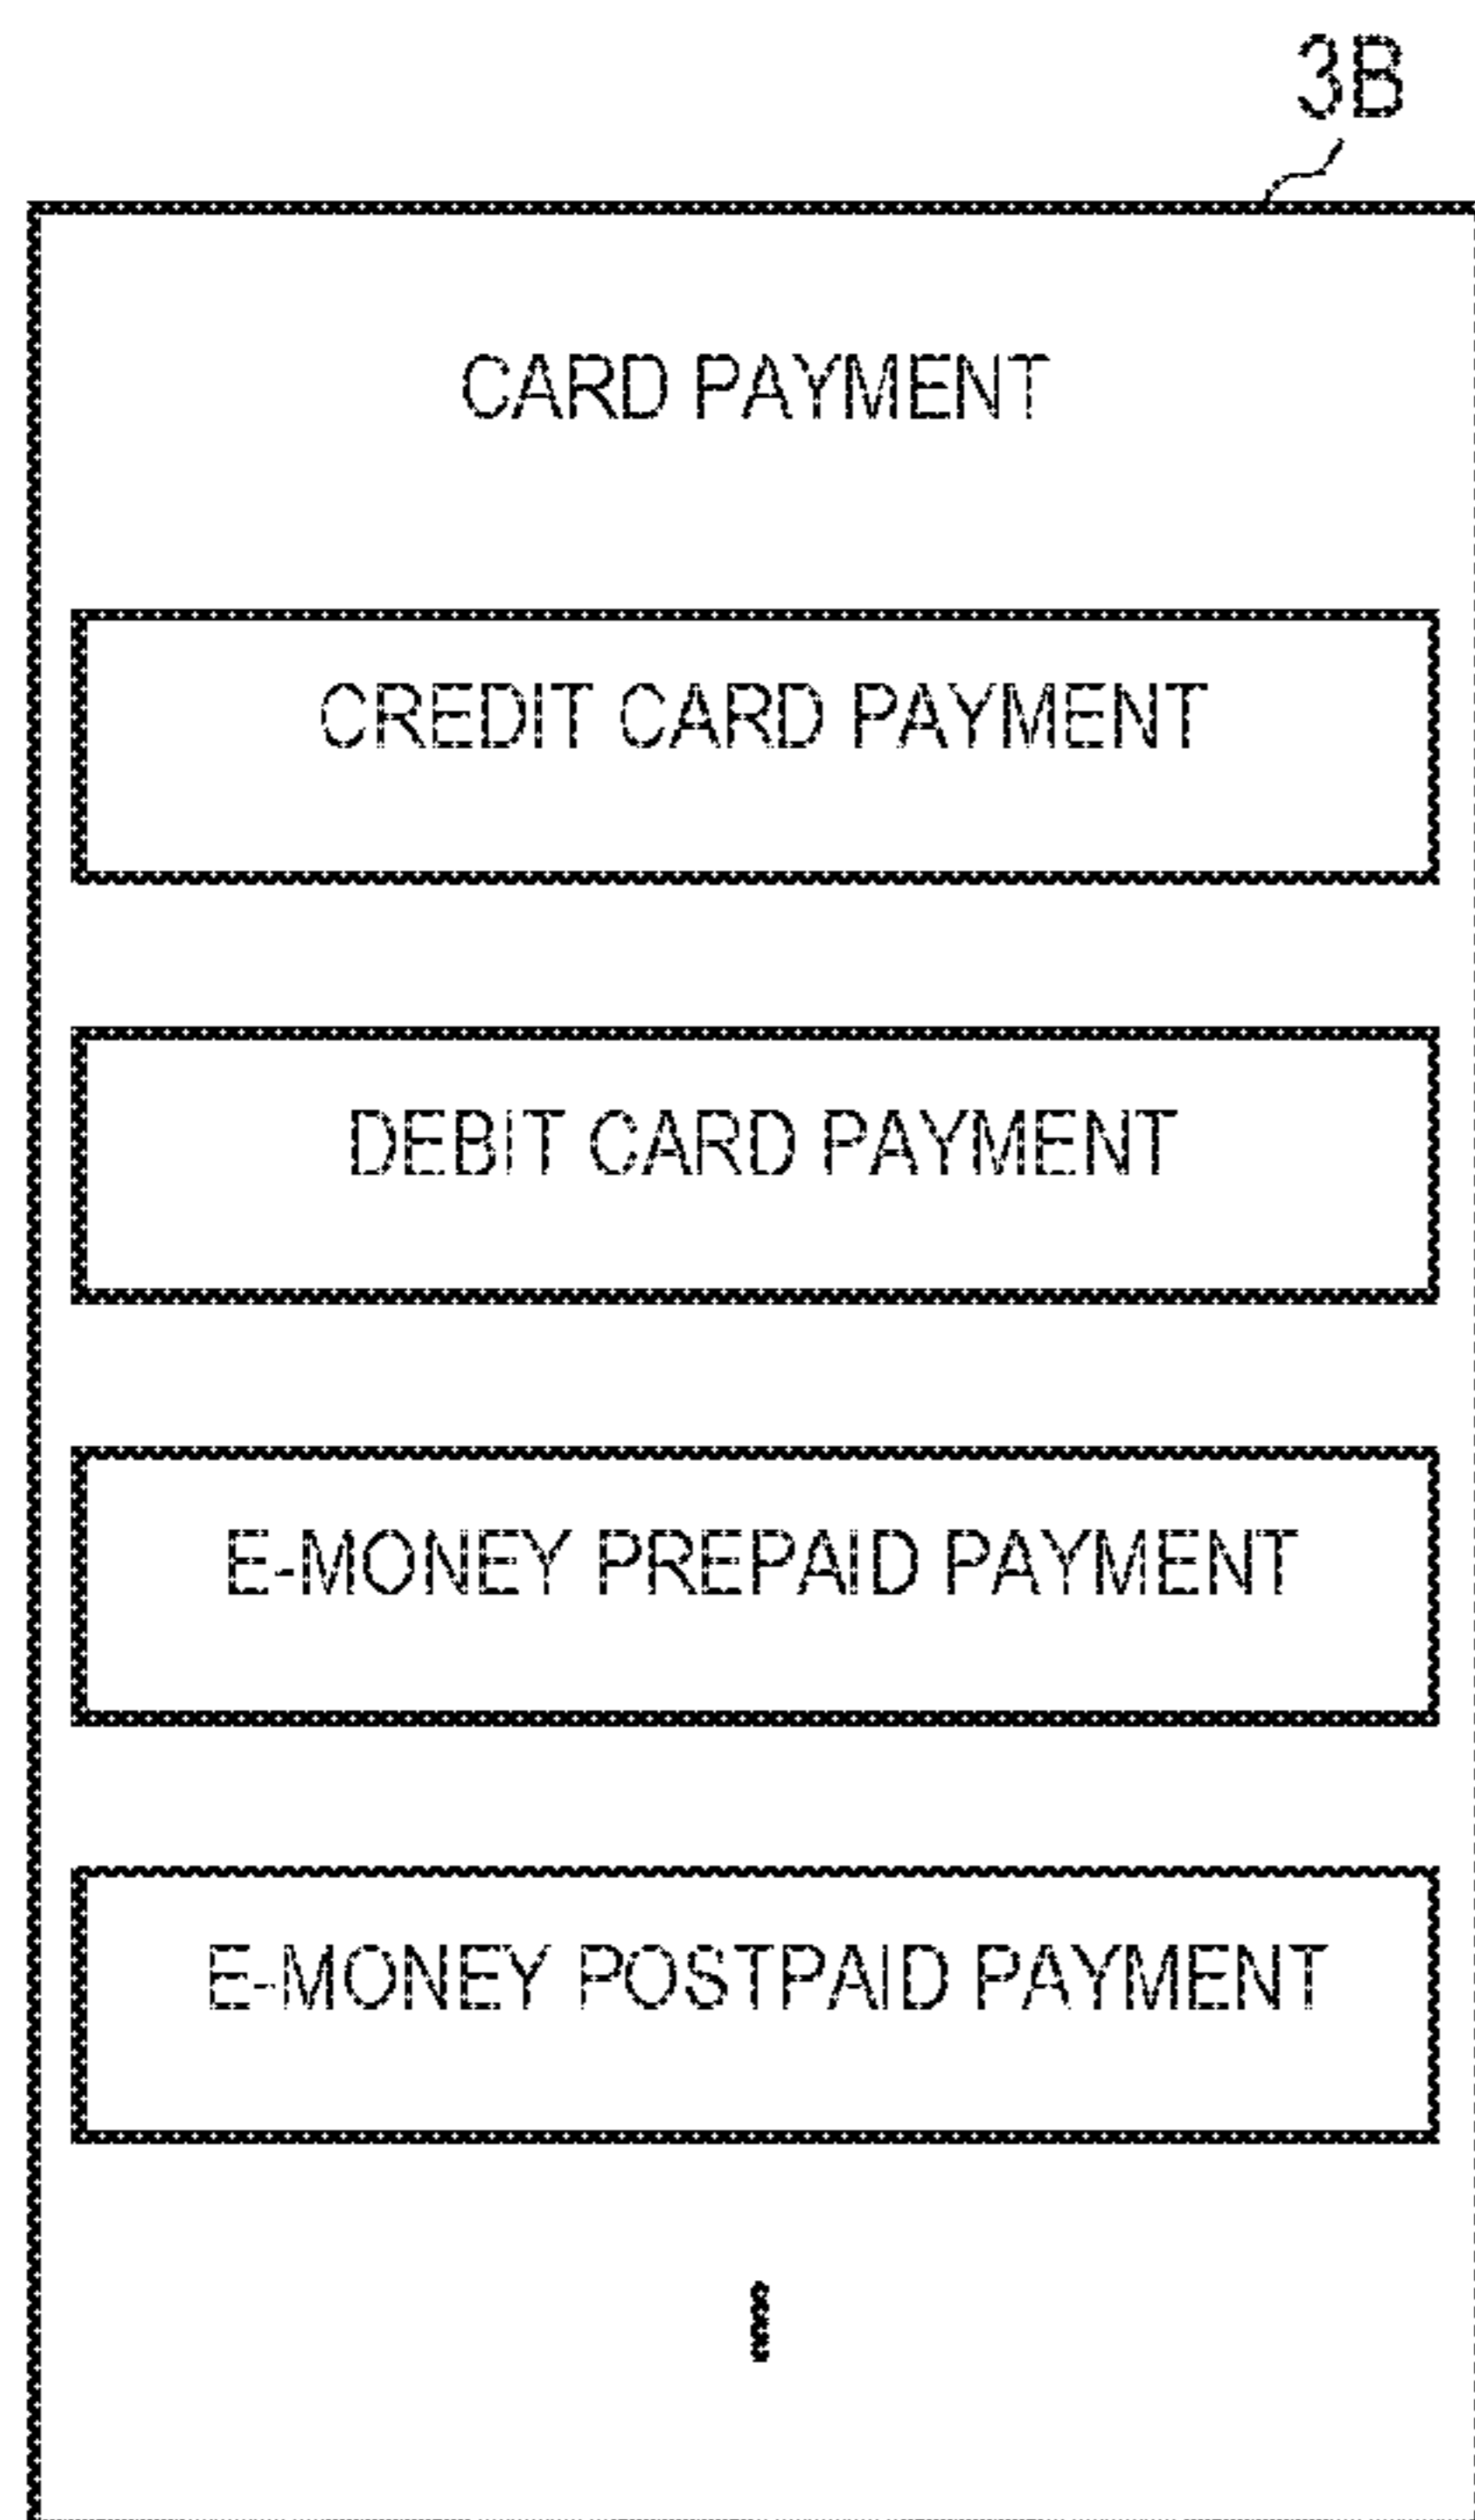 3B
CARD PAYMENT
CREDIT CARD PAYMENT
DEBIT CARD PAYMENT
E-MONEY PREPAID PAYMENT
E-MONEY POSTPAID PAYMENT